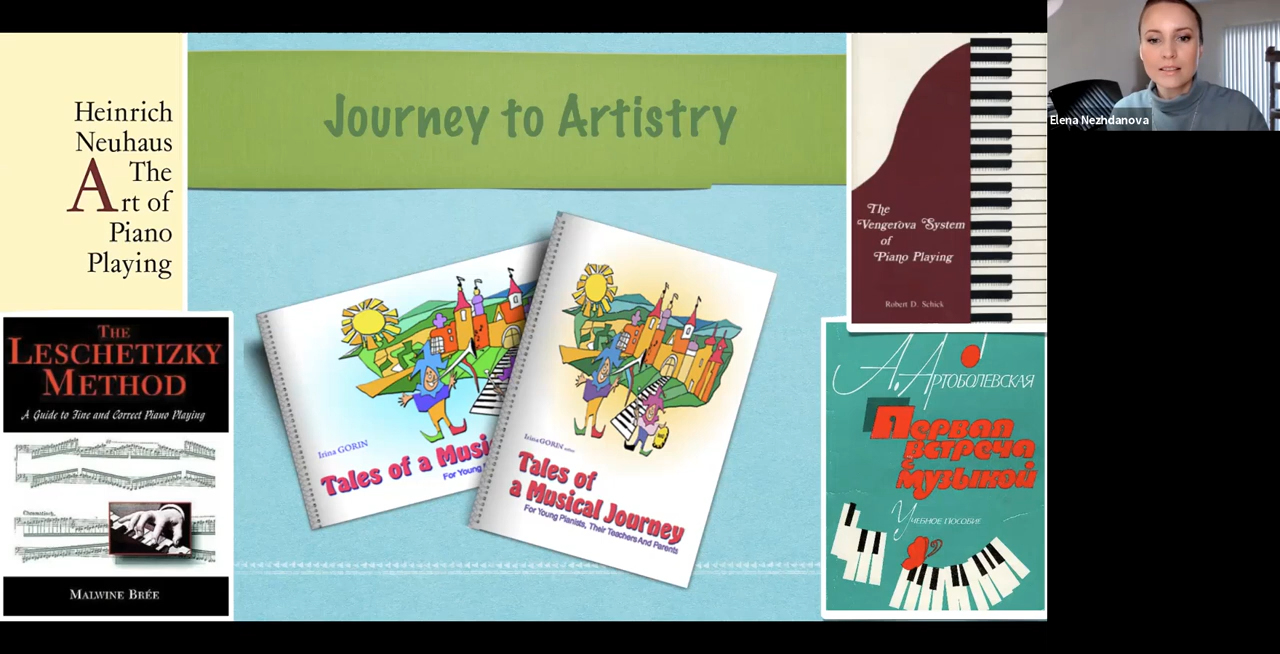 Heinrich
Neuhaus
The
Art of
Piano
Playing
Journey to Artistry
The
Vengerova System
of
Piano Playing
Robert D. Schick
Elena Nezhdanova
THE
LESCHETIZKY
METHOD
A Guide to Fine and Correct Piano Playing
Chromatisch.
MALWINE BRÉE
Irina GORIN
Tales of a Musi
For Young
Irina GORIN
Tales of
a Musical Journey
For Young Pianists, Their Teachers And Parents
А. АРТОБОЛЕВСКАЯ
Первая
встреча
с
музыкой
УЧЕБНОЕ ПОСОБИЕ